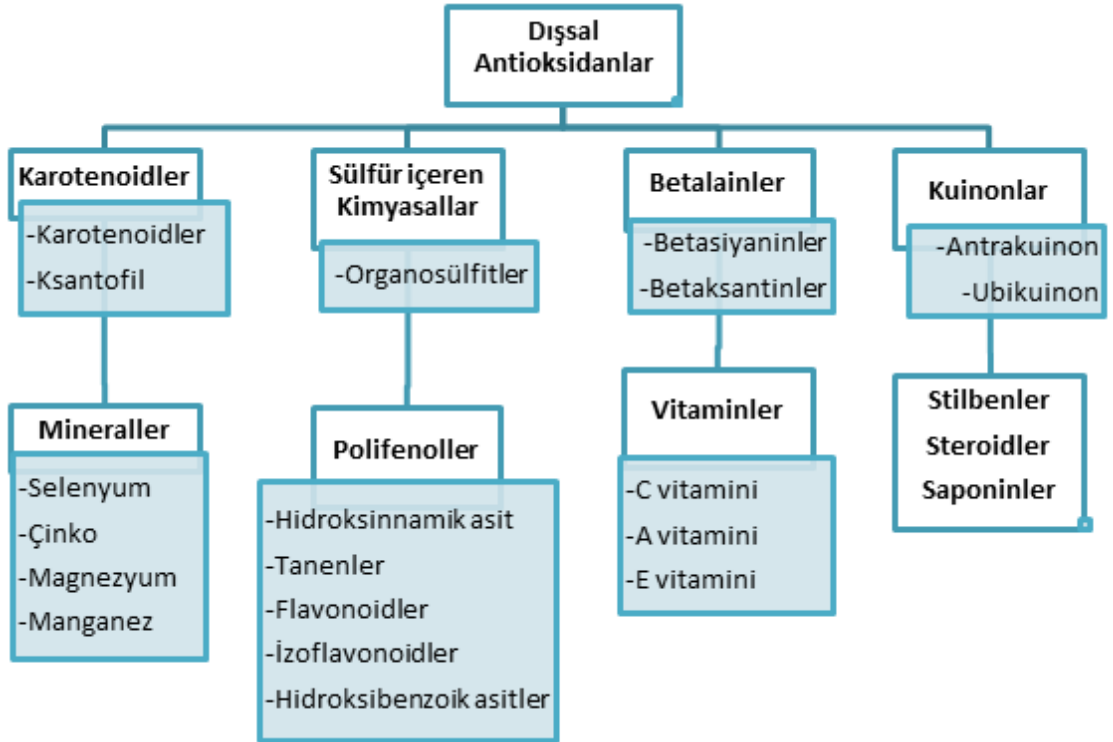 Dışsal
Antioksidanlar
Karotenoidler
-Karotenoidler
-Ksantofil
Sülfür içeren
Kimyasallar
-Organosülfitler
Betalainler
-Betasiyaninler
-Betaksantinler
Kuinonlar
-Antrakuinon
-Ubikuinon
Mineraller
-Selenyum
-Çinko
-Magnezyum
-Manganez
Polifenoller
-Hidroksinnamik asit
-Tanenler
-Flavonoidler
-İzoflavonoidler
-Hidroksibenzoik asitler
Vitaminler
-C vitamini
-A vitamini
-E vitamini
Stilbenler
Steroidler
Saponinler